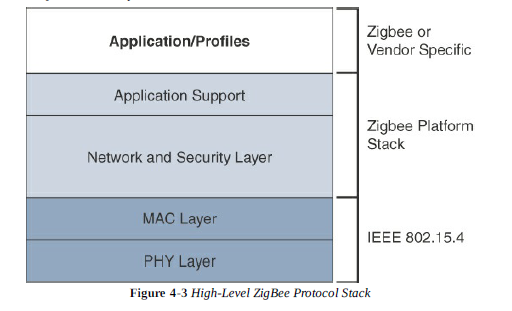 Application/Profiles
Zigbee or
Vendor Specific
Application Support
Network and Security Layer
Zigbee Platform
Stack
MAC Layer
PHY Layer
IEEE 802.15.4
Figure 4-3 High-Level ZigBee Protocol Stack